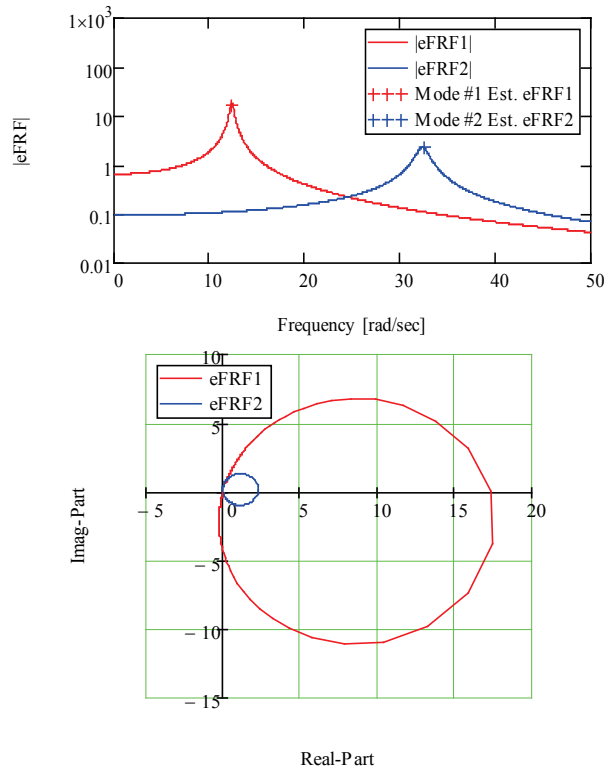 1×10³
100
10
1
0.1
0.01
|eFRF|
|eFRF1|
|eFRF2|
Mode #1 Est. eFRF1
Mode #2 Est. eFRF2
0 10 20 30 40 50
Frequency [rad/sec]
10
5
− 5
− 10
− 15
Imag-Part
eFRF1
eFRF2
− 5 0 5 10 15 20
Real-Part